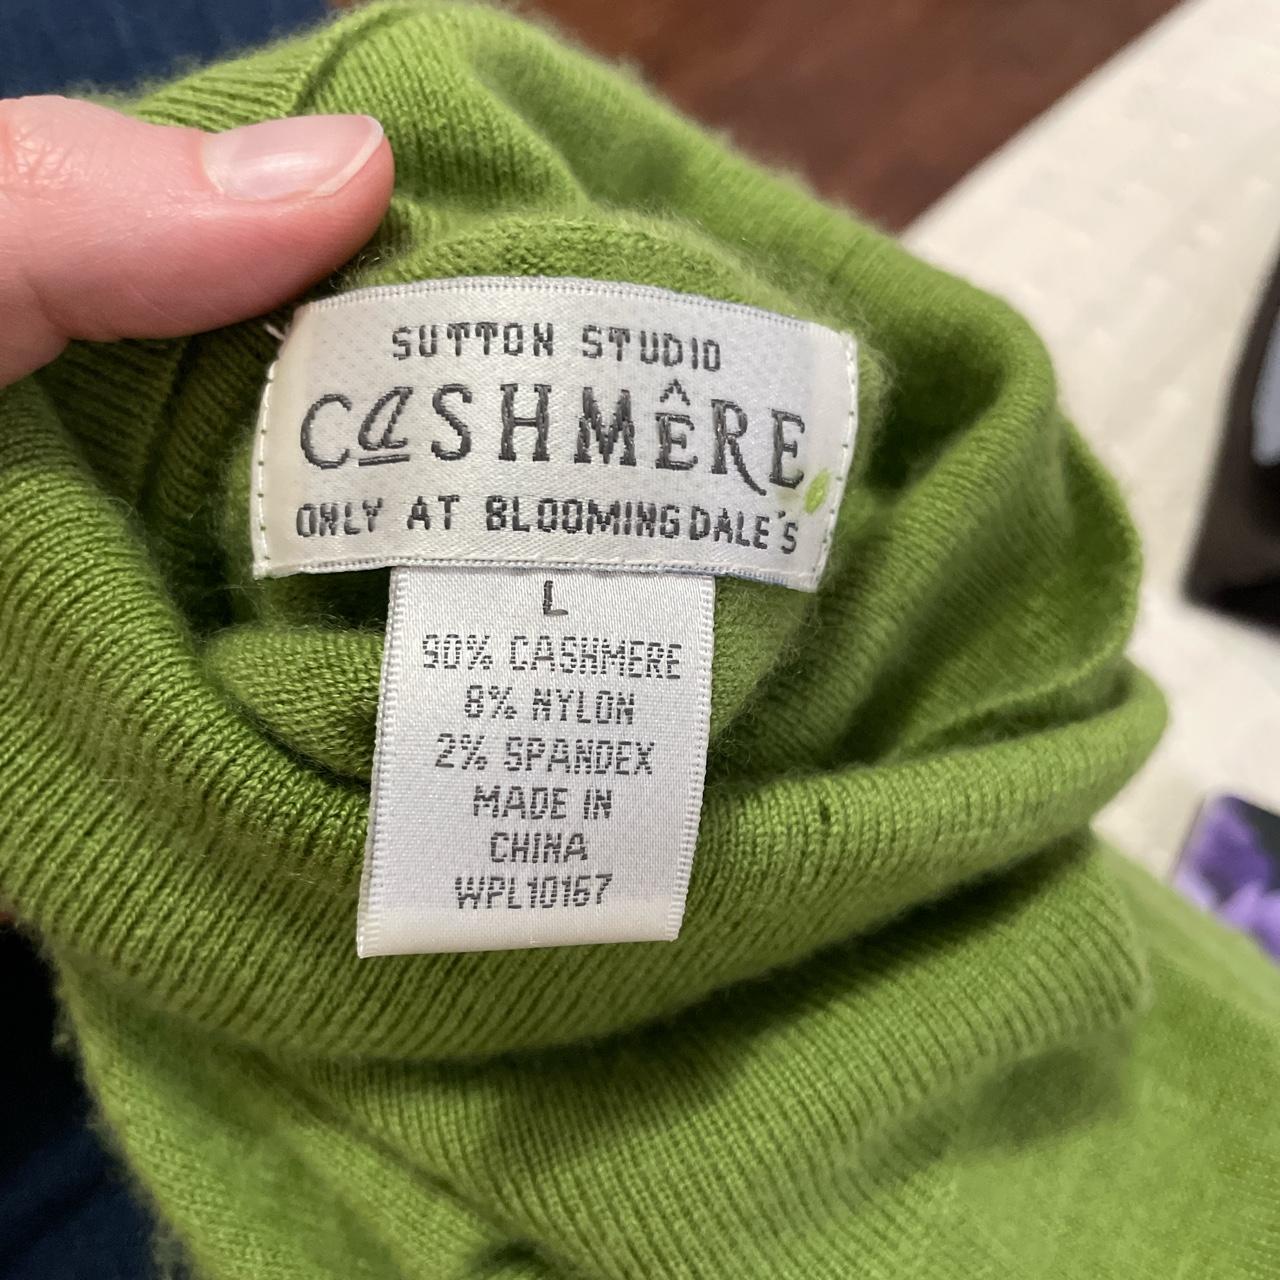 SUTTON STUDIO
CaSHMÊRE
ONLY AT BLOOMINGDALE'S
L
90% CASHMERE
8% NYLON
2% SPANDEX
MADE IN
CHINA
WPL10167